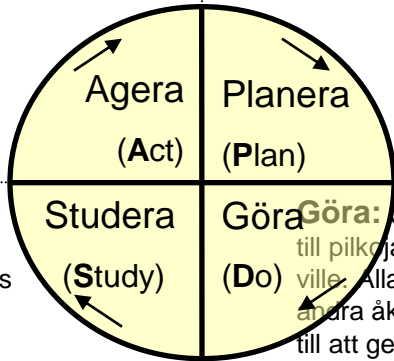 Agera Planera
(Act) (Plan)
Studera Göra
(Study) (Do)
s
Göra:
till pilkoja
ville. Alla
andra åk
till att ge